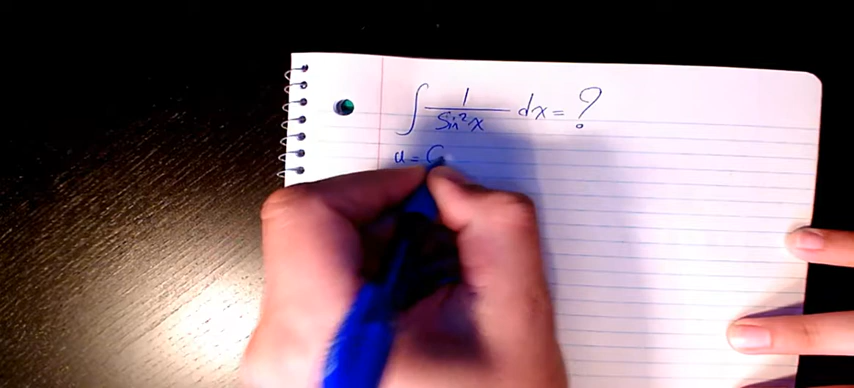 ∫ 1/Sin²x dx = ?
u = C